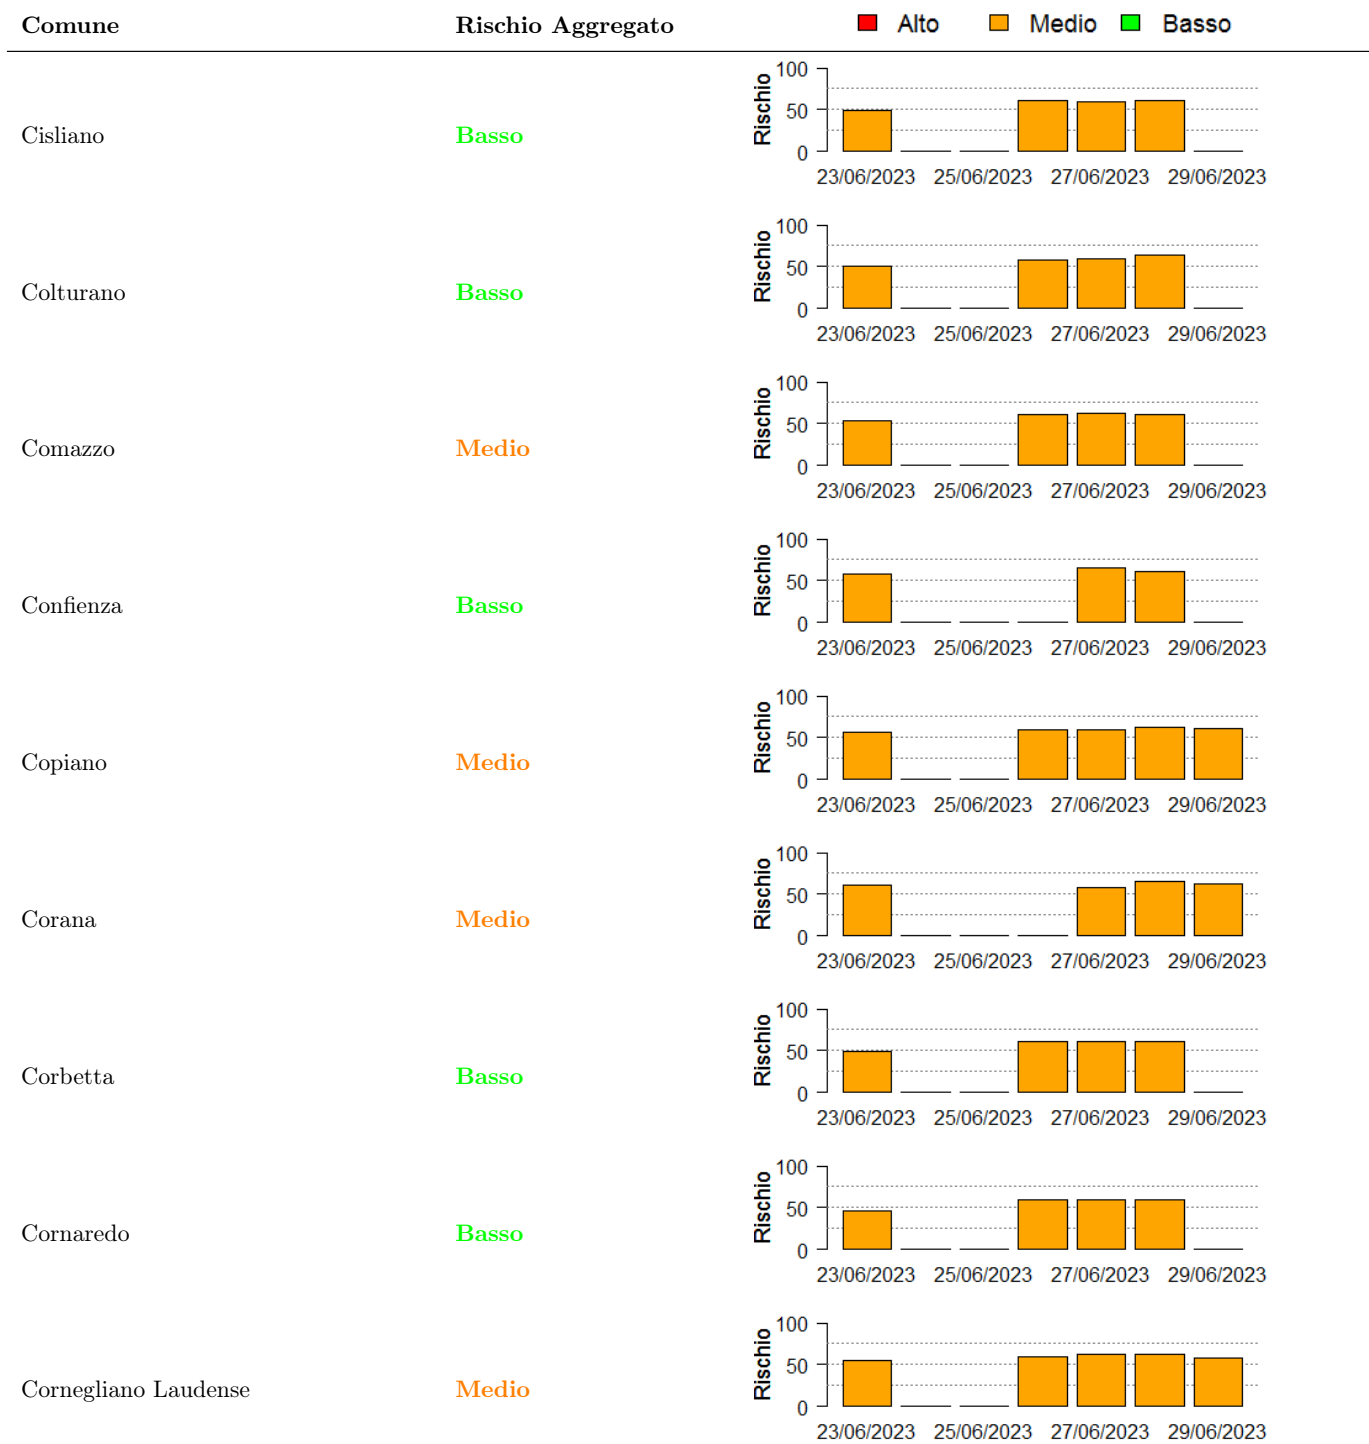 Comune Rischio Aggregato Alto Medio Basso
100
50
0
Rischio
Cisliano Basso
23/06/2023 25/06/2023 27/06/2023 29/06/2023
100
50
0
Rischio
Colturano Basso
23/06/2023 25/06/2023 27/06/2023 29/06/2023
100
50
0
Rischio
Comazzo Medio
23/06/2023 25/06/2023 27/06/2023 29/06/2023
100
50
0
Rischio
Confienza Basso
23/06/2023 25/06/2023 27/06/2023 29/06/2023
100
50
0
Rischio
Copiano Medio
23/06/2023 25/06/2023 27/06/2023 29/06/2023
100
50
0
Rischio
Corana Medio
23/06/2023 25/06/2023 27/06/2023 29/06/2023
100
50
0
Rischio
Corbetta Basso
23/06/2023 25/06/2023 27/06/2023 29/06/2023
100
50
0
Rischio
Cornaredo Basso
23/06/2023 25/06/2023 27/06/2023 29/06/2023
100
50
0
Rischio
Cornegliano Laudense Medio
23/06/2023 25/06/2023 27/06/2023 29/06/2023